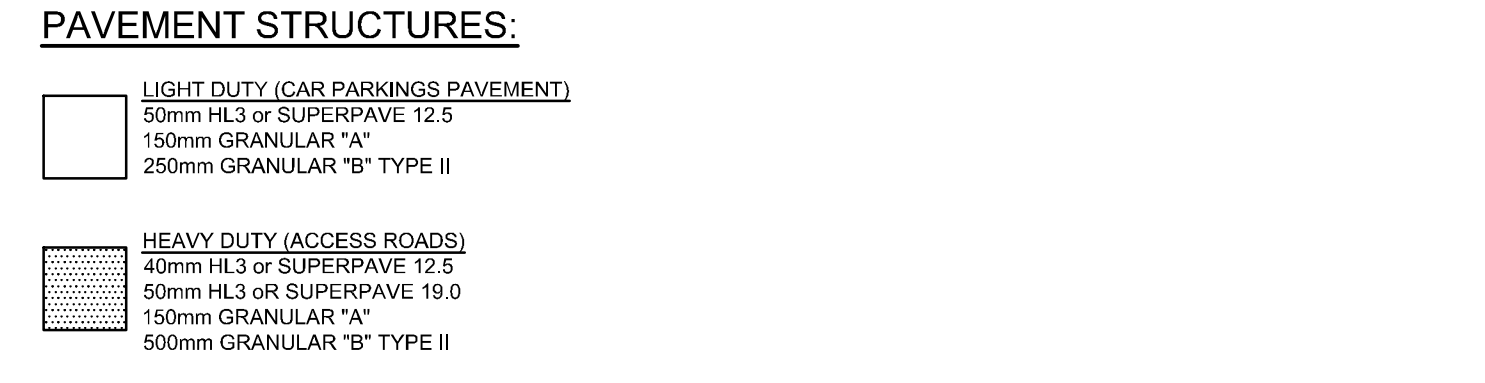 PAVEMENT STRUCTURES:
LIGHT DUTY (CAR PARKINGS PAVEMENT)
50mm HL3 or SUPERPAVE 12.5
150mm GRANULAR "A"
250mm GRANULAR "B" TYPE II
HEAVY DUTY (ACCESS ROADS)
40mm HL3 or SUPERPAVE 12.5
50mm HL3 oR SUPERPAVE 19.0
150mm GRANULAR "A"
500mm GRANULAR "B" TYPE II